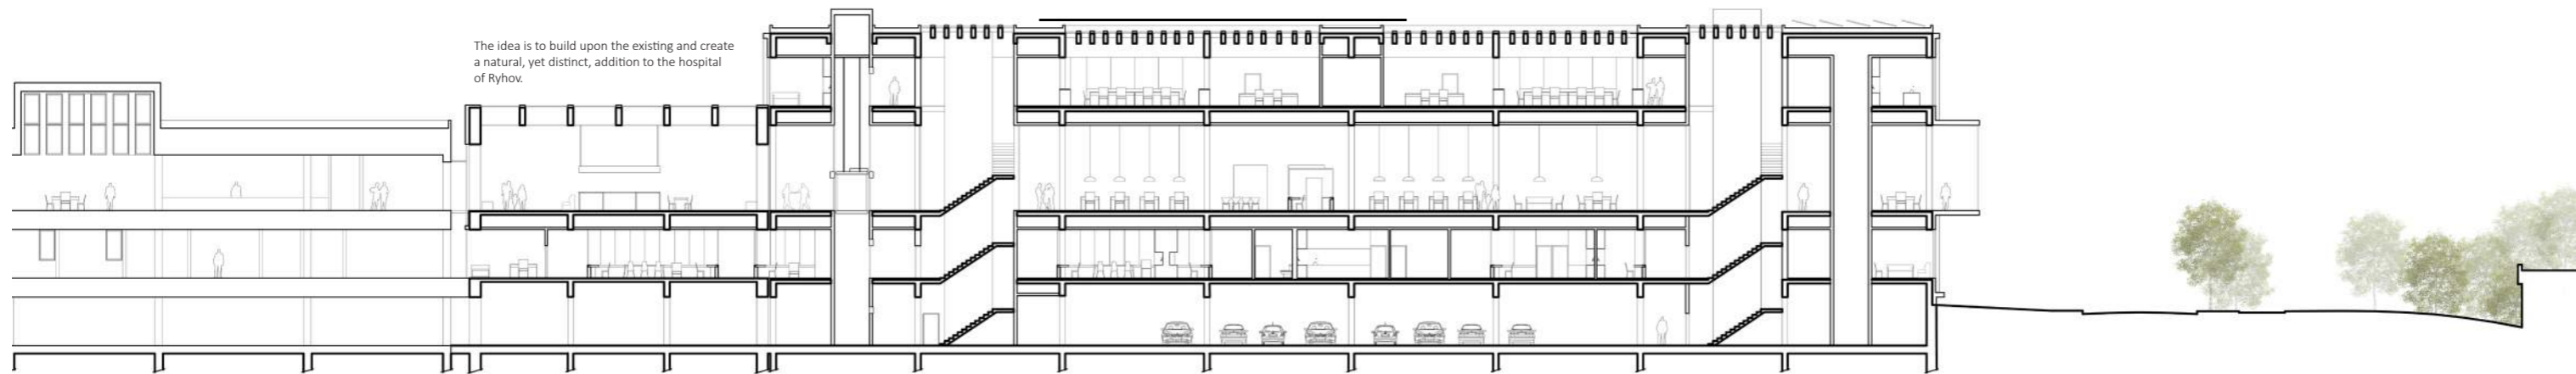 The idea is to build upon the existing and create
a natural, yet distinct, addition to the hospital
of Ryhov.